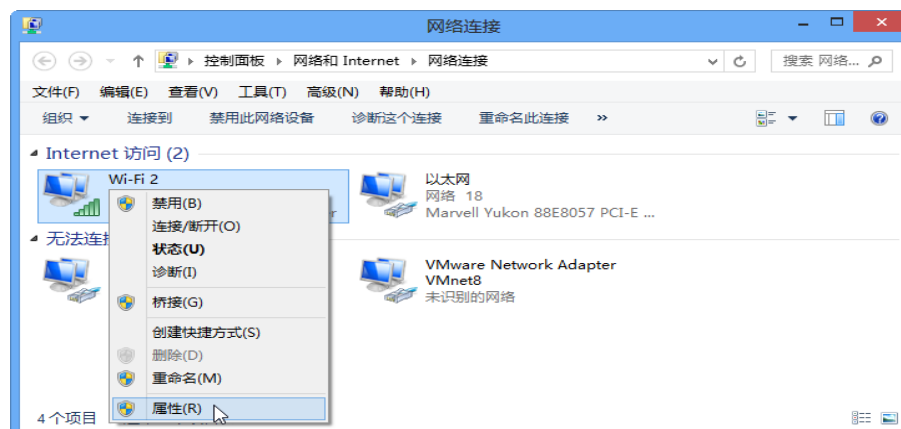 网络连接
控制面板 网络和 Internet 网络连接
搜索 网络...
文件(F) 编辑(E) 查看(V) 工具(T) 高级(N) 帮助(H)
组织 连接到 禁用此网络设备 诊断这个连接 重命名此连接 »
Internet 访问 (2)
Wi-Fi 2
以太网
网络 18
Marvell Yukon 88E8057 PCI-E ...
禁用(B)
连接/断开(O)
状态(U)
诊断(I)
桥接(G)
创建快捷方式(S)
删除(D)
重命名(M)
属性(R)
无法连接
VMware Network Adapter
VMnet8
未识别的网络
4 个项目